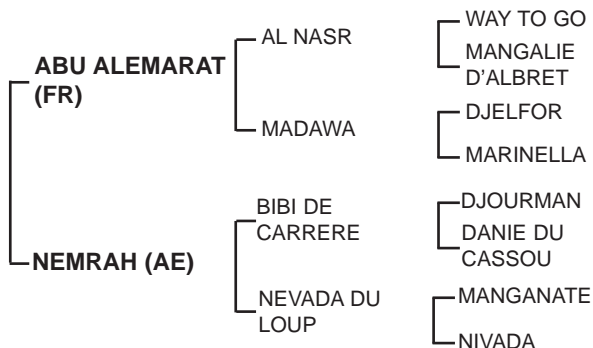 ABU ALEMARAT
(FR)
AL NASR
WAY TO GO
MANGALIE
D'ALBRET
MADAWA
DJELFOR
MARINELLA
NEMRAH (AE)
BIBI DE
CARRERE
DJOURMAN
DANIE DU
CASSOU
NEVADA DU
LOUP
MANGANATE
NIVADA